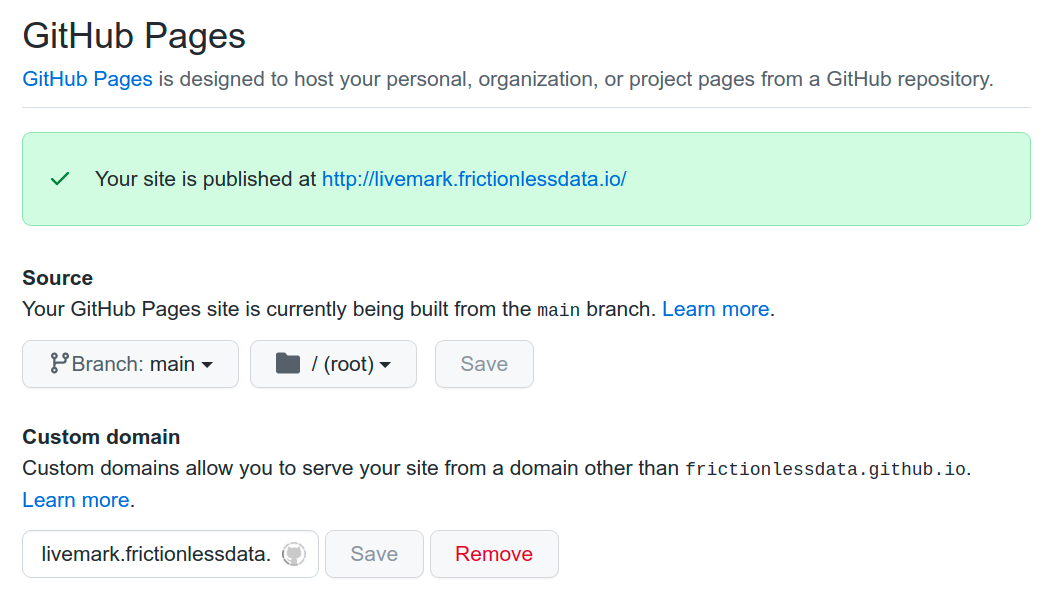 GitHub Pages
GitHub Pages is designed to host your personal, organization, or project pages from a GitHub repository.
Your site is published at http://livemark.frictionlessdata.io/
Source
Your GitHub Pages site is currently being built from the main branch. Learn more.
Branch: main / (root) Save
Custom domain
Custom domains allow you to serve your site from a domain other than frictionlessdata.github.io.
Learn more.
livemark.frictionlessdata. Save Remove